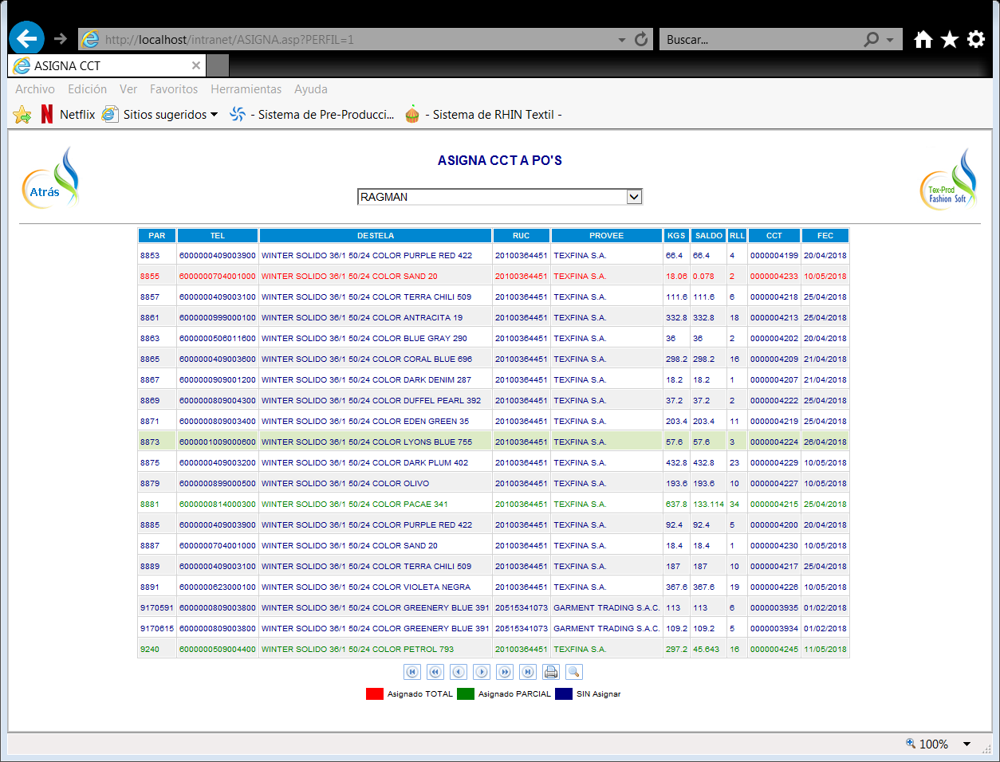 http://localhost/intranet/ASIGNA.asp?PERFIL=1 Buscar...
ASIGNA CCT
Archivo Edición Ver Favoritos Herramientas Ayuda
Netflix Sitios sugeridos - Sistema de Pre-Producci... - Sistema de RHIN Textil -
ASIGNA CCT A PO'S
Atrás
Tex-Prod
Fashion Soft
RAGMAN
PAR TEL DESTELA RUC PROVEE KGS SALDO RLL CCT FEC
8853 6000000409003900 WINTER SOLIDO 36/1 50/24 COLOR PURPLE RED 422 20100364451 TEXFINA S.A. 66.4 66.4 4 0000004199 20/04/2018
8855 6000000704001000 WINTER SOLIDO 36/1 50/24 COLOR SAND 20 20100364451 TEXFINA S.A. 18.06 0.078 2 0000004233 10/05/2018
8857 6000000409003100 WINTER SOLIDO 36/1 50/24 COLOR TERRA CHILI 509 20100364451 TEXFINA S.A. 111.6 111.6 6 0000004218 25/04/2018
8861 6000000999000100 WINTER SOLIDO 36/1 50/24 COLOR ANTRACITA 19 20100364451 TEXFINA S.A. 332.8 332.8 18 0000004213 25/04/2018
8863 6000000506011600 WINTER SOLIDO 36/1 50/24 COLOR BLUE GRAY 290 20100364451 TEXFINA S.A. 36 36 2 0000004202 20/04/2018
8865 6000000409003600 WINTER SOLIDO 36/1 50/24 COLOR CORAL BLUE 696 20100364451 TEXFINA S.A. 298.2 298.2 16 0000004209 21/04/2018
8867 6000000909001200 WINTER SOLIDO 36/1 50/24 COLOR DARK DENIM 287 20100364451 TEXFINA S.A. 18.2 18.2 1 0000004207 21/04/2018
8869 6000000809004300 WINTER SOLIDO 36/1 50/24 COLOR DUFFEL PEARL 392 20100364451 TEXFINA S.A. 37.2 37.2 2 0000004222 25/04/2018
8871 6000000809003400 WINTER SOLIDO 36/1 50/24 COLOR EDEN GREEN 35 20100364451 TEXFINA S.A. 203.4 203.4 11 0000004219 25/04/2018
8873 6000001009000600 WINTER SOLIDO 36/1 50/24 COLOR LYONS BLUE 755 20100364451 TEXFINA S.A. 57.6 57.6 3 0000004224 26/04/2018
8875 6000000409003200 WINTER SOLIDO 36/1 50/24 COLOR DARK PLUM 402 20100364451 TEXFINA S.A. 432.8 432.8 23 0000004229 10/05/2018
8879 6000000899000500 WINTER SOLIDO 36/1 50/24 COLOR OLIVO 20100364451 TEXFINA S.A. 193.6 193.6 10 0000004227 10/05/2018
8881 6000000814000300 WINTER SOLIDO 36/1 50/24 COLOR PACAE 341 20100364451 TEXFINA S.A. 637.8 133.114 34 0000004215 25/04/2018
8885 6000000409003900 WINTER SOLIDO 36/1 50/24 COLOR PURPLE RED 422 20100364451 TEXFINA S.A. 92.4 92.4 5 0000004200 20/04/2018
8887 6000000704001000 WINTER SOLIDO 36/1 50/24 COLOR SAND 20 20100364451 TEXFINA S.A. 18.4 18.4 1 0000004230 10/05/2018
8889 6000000409003100 WINTER SOLIDO 36/1 50/24 COLOR TERRA CHILI 509 20100364451 TEXFINA S.A. 187 187 10 0000004217 25/04/2018
8891 6000000623000100 WINTER SOLIDO 36/1 50/24 COLOR VIOLETA NEGRA 20100364451 TEXFINA S.A. 367.6 367.6 19 0000004226 10/05/2018
9170591 6000000809003800 WINTER SOLIDO 36/1 50/24 COLOR GREENERY BLUE 391 20515341073 GARMENT TRADING S.A.C. 113 113 6 0000003935 01/02/2018
9170615 6000000809003800 WINTER SOLIDO 36/1 50/24 COLOR GREENERY BLUE 391 20515341073 GARMENT TRADING S.A.C. 109.2 109.2 5 0000003934 01/02/2018
9240 6000000509004400 WINTER SOLIDO 36/1 50/24 COLOR PETROL 793 20100364451 TEXFINA S.A. 297.2 45.643 16 0000004245 11/05/2018
Asignado TOTAL Asignado PARCIAL SIN Asignar
100%